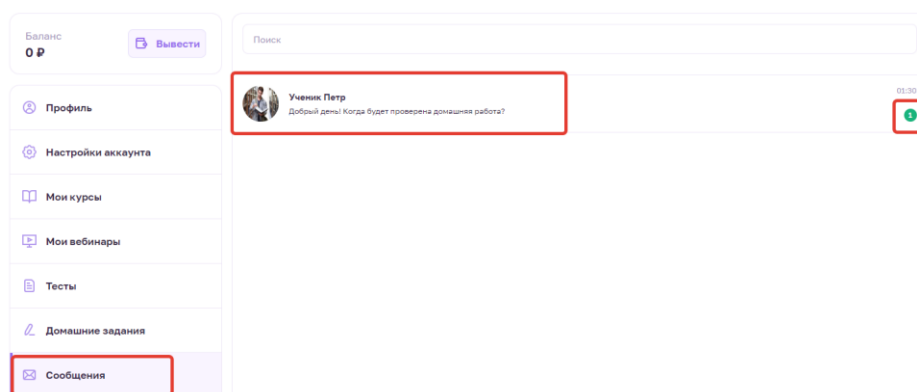 Баланс
0 ₽
Вывести
Профиль
Настройки аккаунта
Мои курсы
Мои вебинары
Тесты
Домашние задания
Сообщения
Поиск
Ученик Петр
Добрый день! Когда будет проверена домашняя работа?
01:30
1